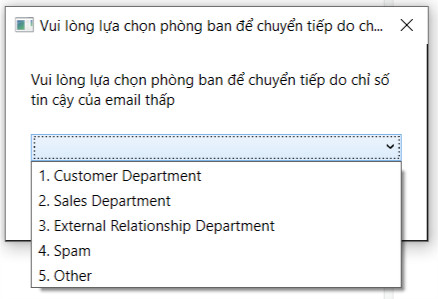 Vui lòng lựa chọn phòng ban để chuyển tiếp do ch...
Vui lòng lựa chọn phòng ban để chuyển tiếp do chỉ số
tin cậy của email thấp
1. Customer Department
2. Sales Department
3. External Relationship Department
4. Spam
5. Other